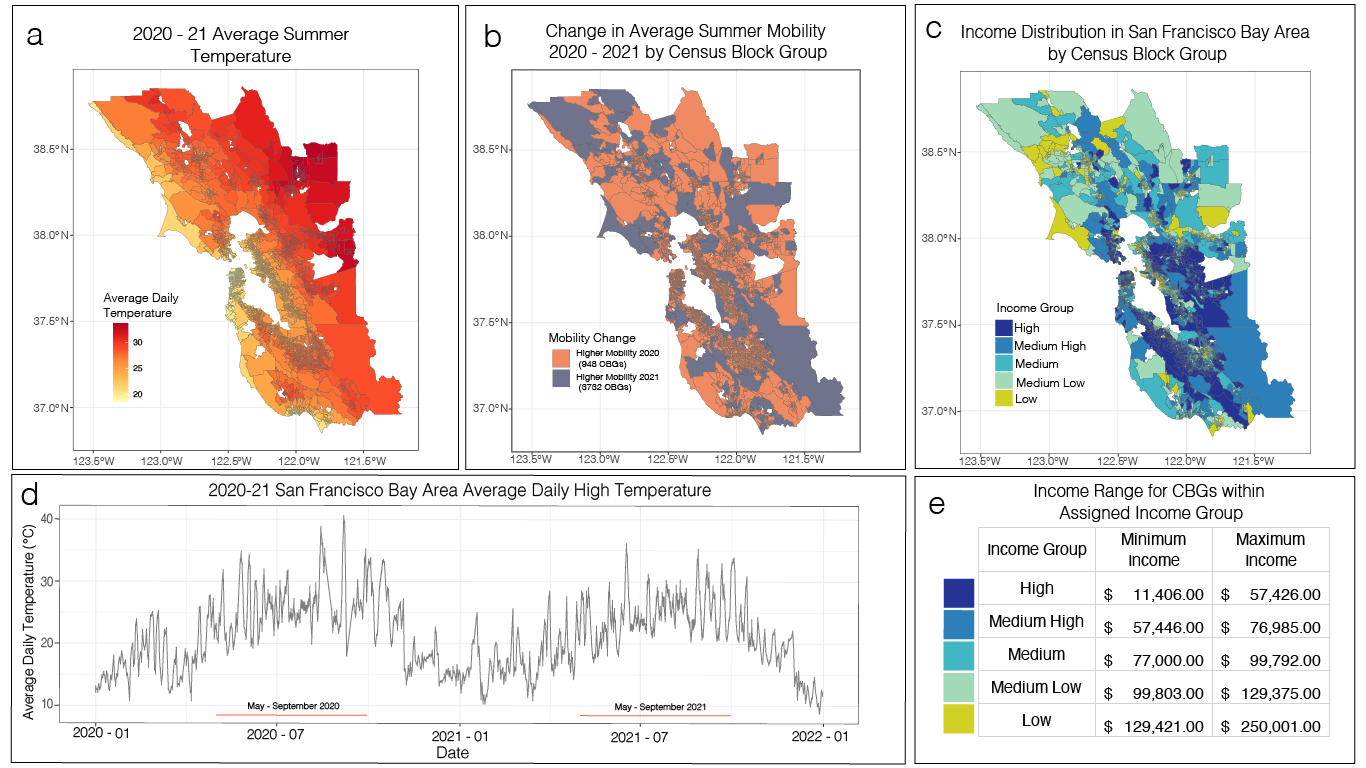 a
2020 - 21 Average Summer
Temperature
38.5°N
38.0°N
37.5°N
37.0°N
Average Daily
Temperature
30
25
20
123.5°W 123.0°W 122.5°W 122.0°W 121.5°W
b
Change in Average Summer Mobility
2020 - 2021 by Census Block Group
38.5°N
38.0°N
37.5°N
37.0°N
Mobility Change
Higher Mobility 2020
(948 CBGs)
Higher Mobility 2021
(3732 CBGs)
123.5°W 123.0°W 122.5°W 122.0°W 121.5°W
c
Income Distribution in San Francisco Bay Area
by Census Block Group
38.5°N
38.0°N
37.5°N
37.0°N
Income Group
High
Medium High
Medium
Medium Low
Low
123.5°W 123.0°W 122.5°W 122.0°W 121.5°W
d
2020-21 San Francisco Bay Area Average Daily High Temperature
Average Daily Temperature (°C)
40
30
20
10
May - September 2020 May - September 2021
2020 - 01 2020 - 07 2021 - 01 2021 - 07 2022 - 01
Date
e
Income Range for CBGs within
Assigned Income Group
Income Group Minimum Income Maximum Income
High $ 11,406.00 $ 57,426.00
Medium High $ 57,446.00 $ 76,985.00
Medium $ 77,000.00 $ 99,792.00
Medium Low $ 99,803.00 $ 129,375.00
Low $ 129,421.00 $ 250,001.00